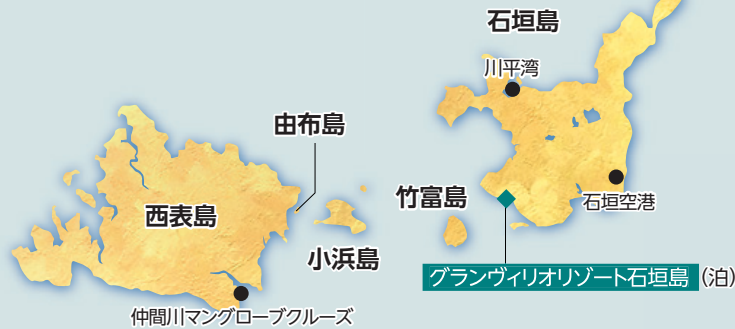 石垣島
川平湾
由布島
竹富島
石垣空港
西表島
小浜島
グランヴィリオリゾート石垣島(泊)
仲間川マングローブクルーズ